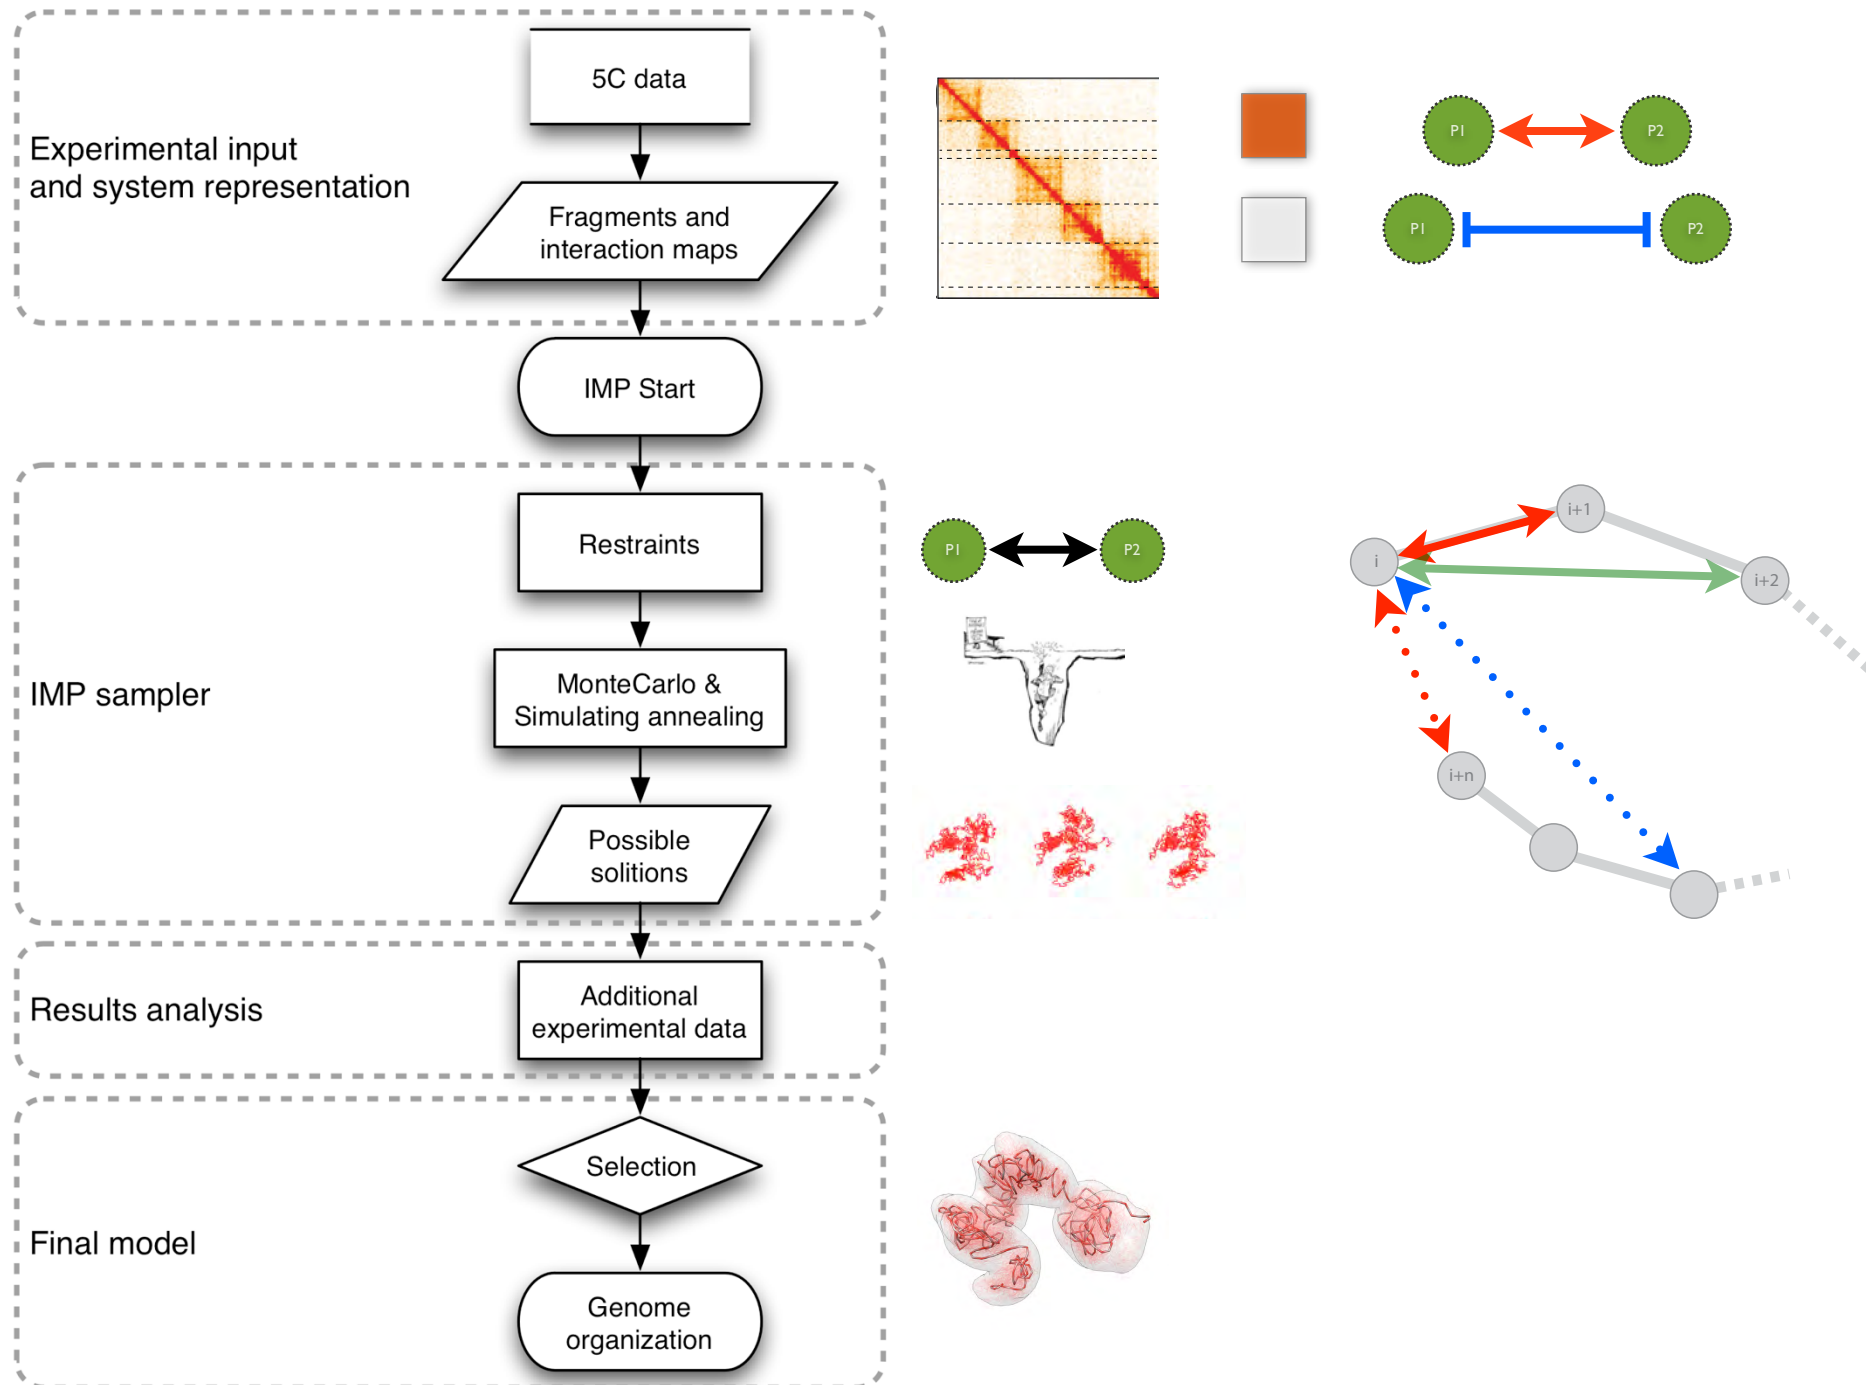 5C data
Experimental input
and system representation
Fragments and
interaction maps
P1
P2
P1
P2
IMP Start
Restraints
P1
P2
i
i+1
i+2
IMP sampler
MonteCarlo &
Simulating annealing
i+n
Possible
solitions
Results analysis
Additional
experimental data
Selection
Final model
Genome
organization